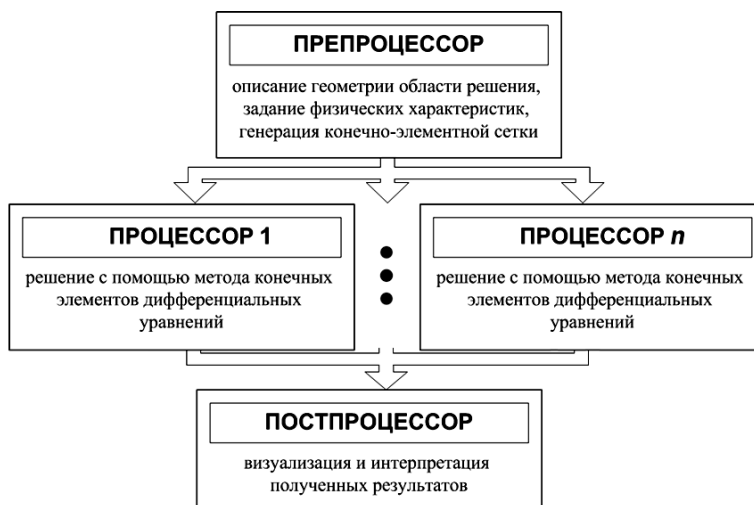 ПРЕПРОЦЕССОР
описание геометрии области решения,
задание физических характеристик,
генерация конечно-элементной сетки
ПРОЦЕССОР 1
решение с помощью метода конечных
элементов дифференциальных
уравнений
ПРОЦЕССОР n
решение с помощью метода конечных
элементов дифференциальных
уравнений
ПОСТПРОЦЕССОР
визуализация и интерпретация
полученных результатов